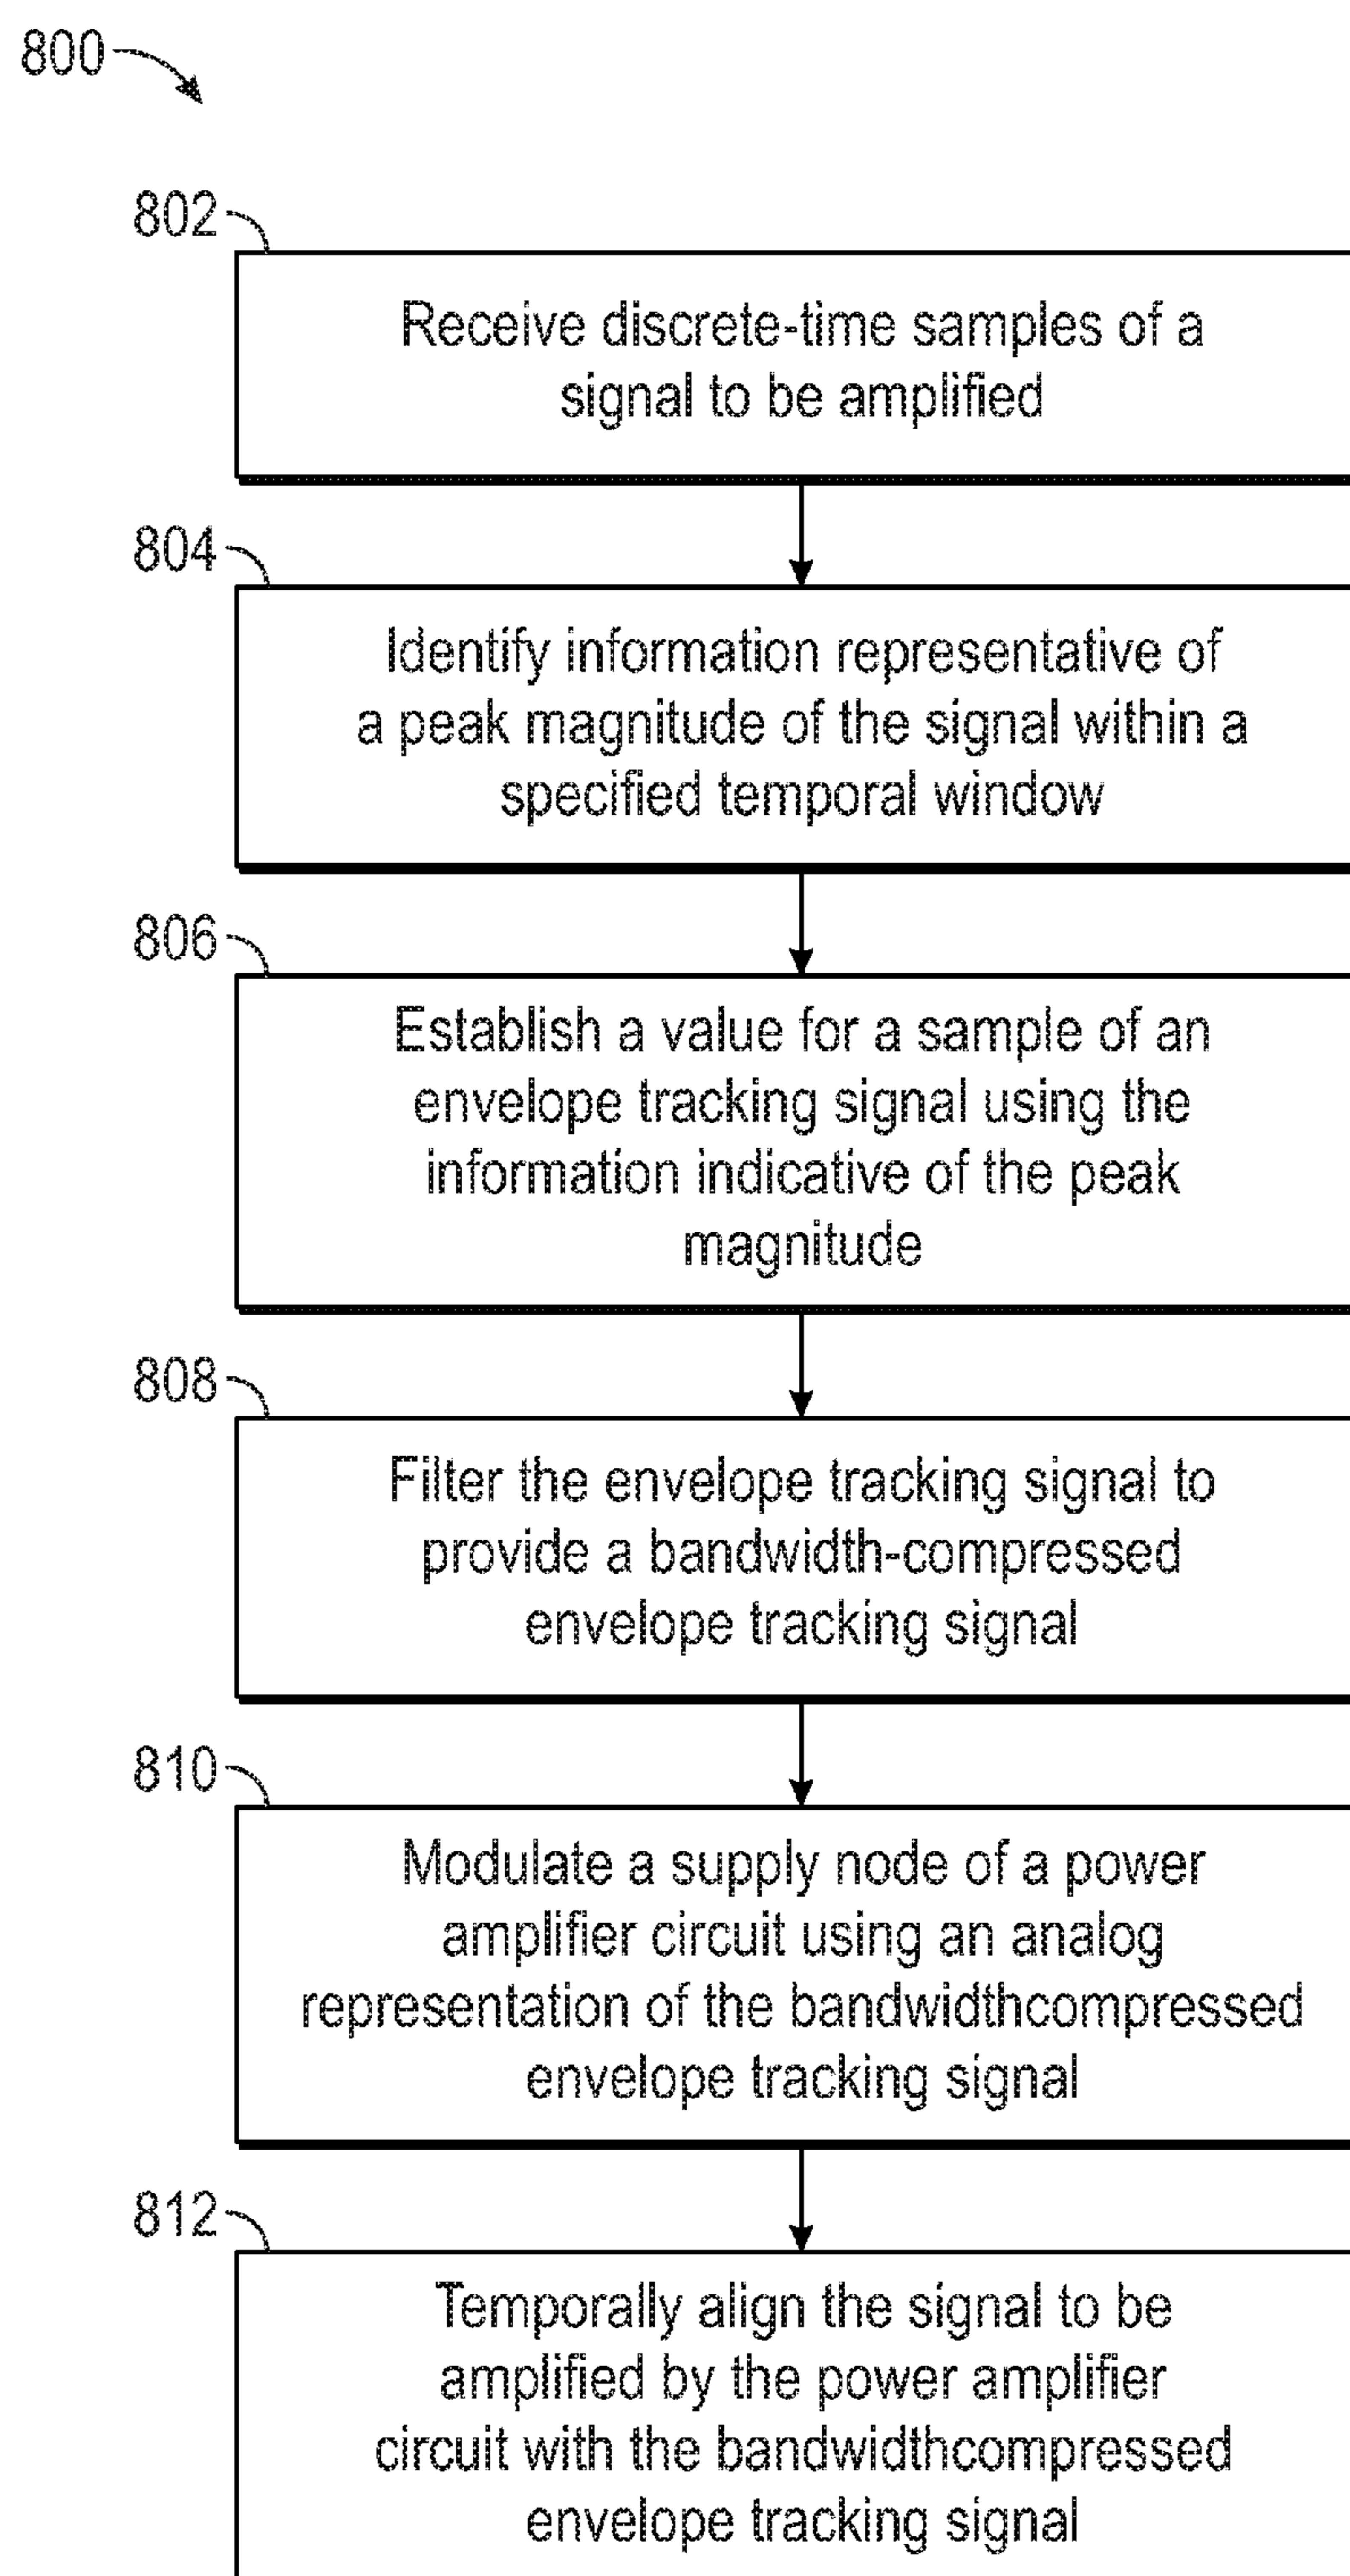 800
802
Receive discrete-time samples of a
signal to be amplified
804
Identify information representative of
a peak magnitude of the signal within a
specified temporal window
806
Establish a value for a sample of an
envelope tracking signal using the
information indicative of the peak
magnitude
808
Filter the envelope tracking signal to
provide a bandwidth-compressed
envelope tracking signal
810
Modulate a supply node of a power
amplifier circuit using an analog
representation of the bandwidthcompressed
envelope tracking signal
812
Temporally align the signal to be
amplified by the power amplifier
circuit with the bandwidthcompressed
envelope tracking signal